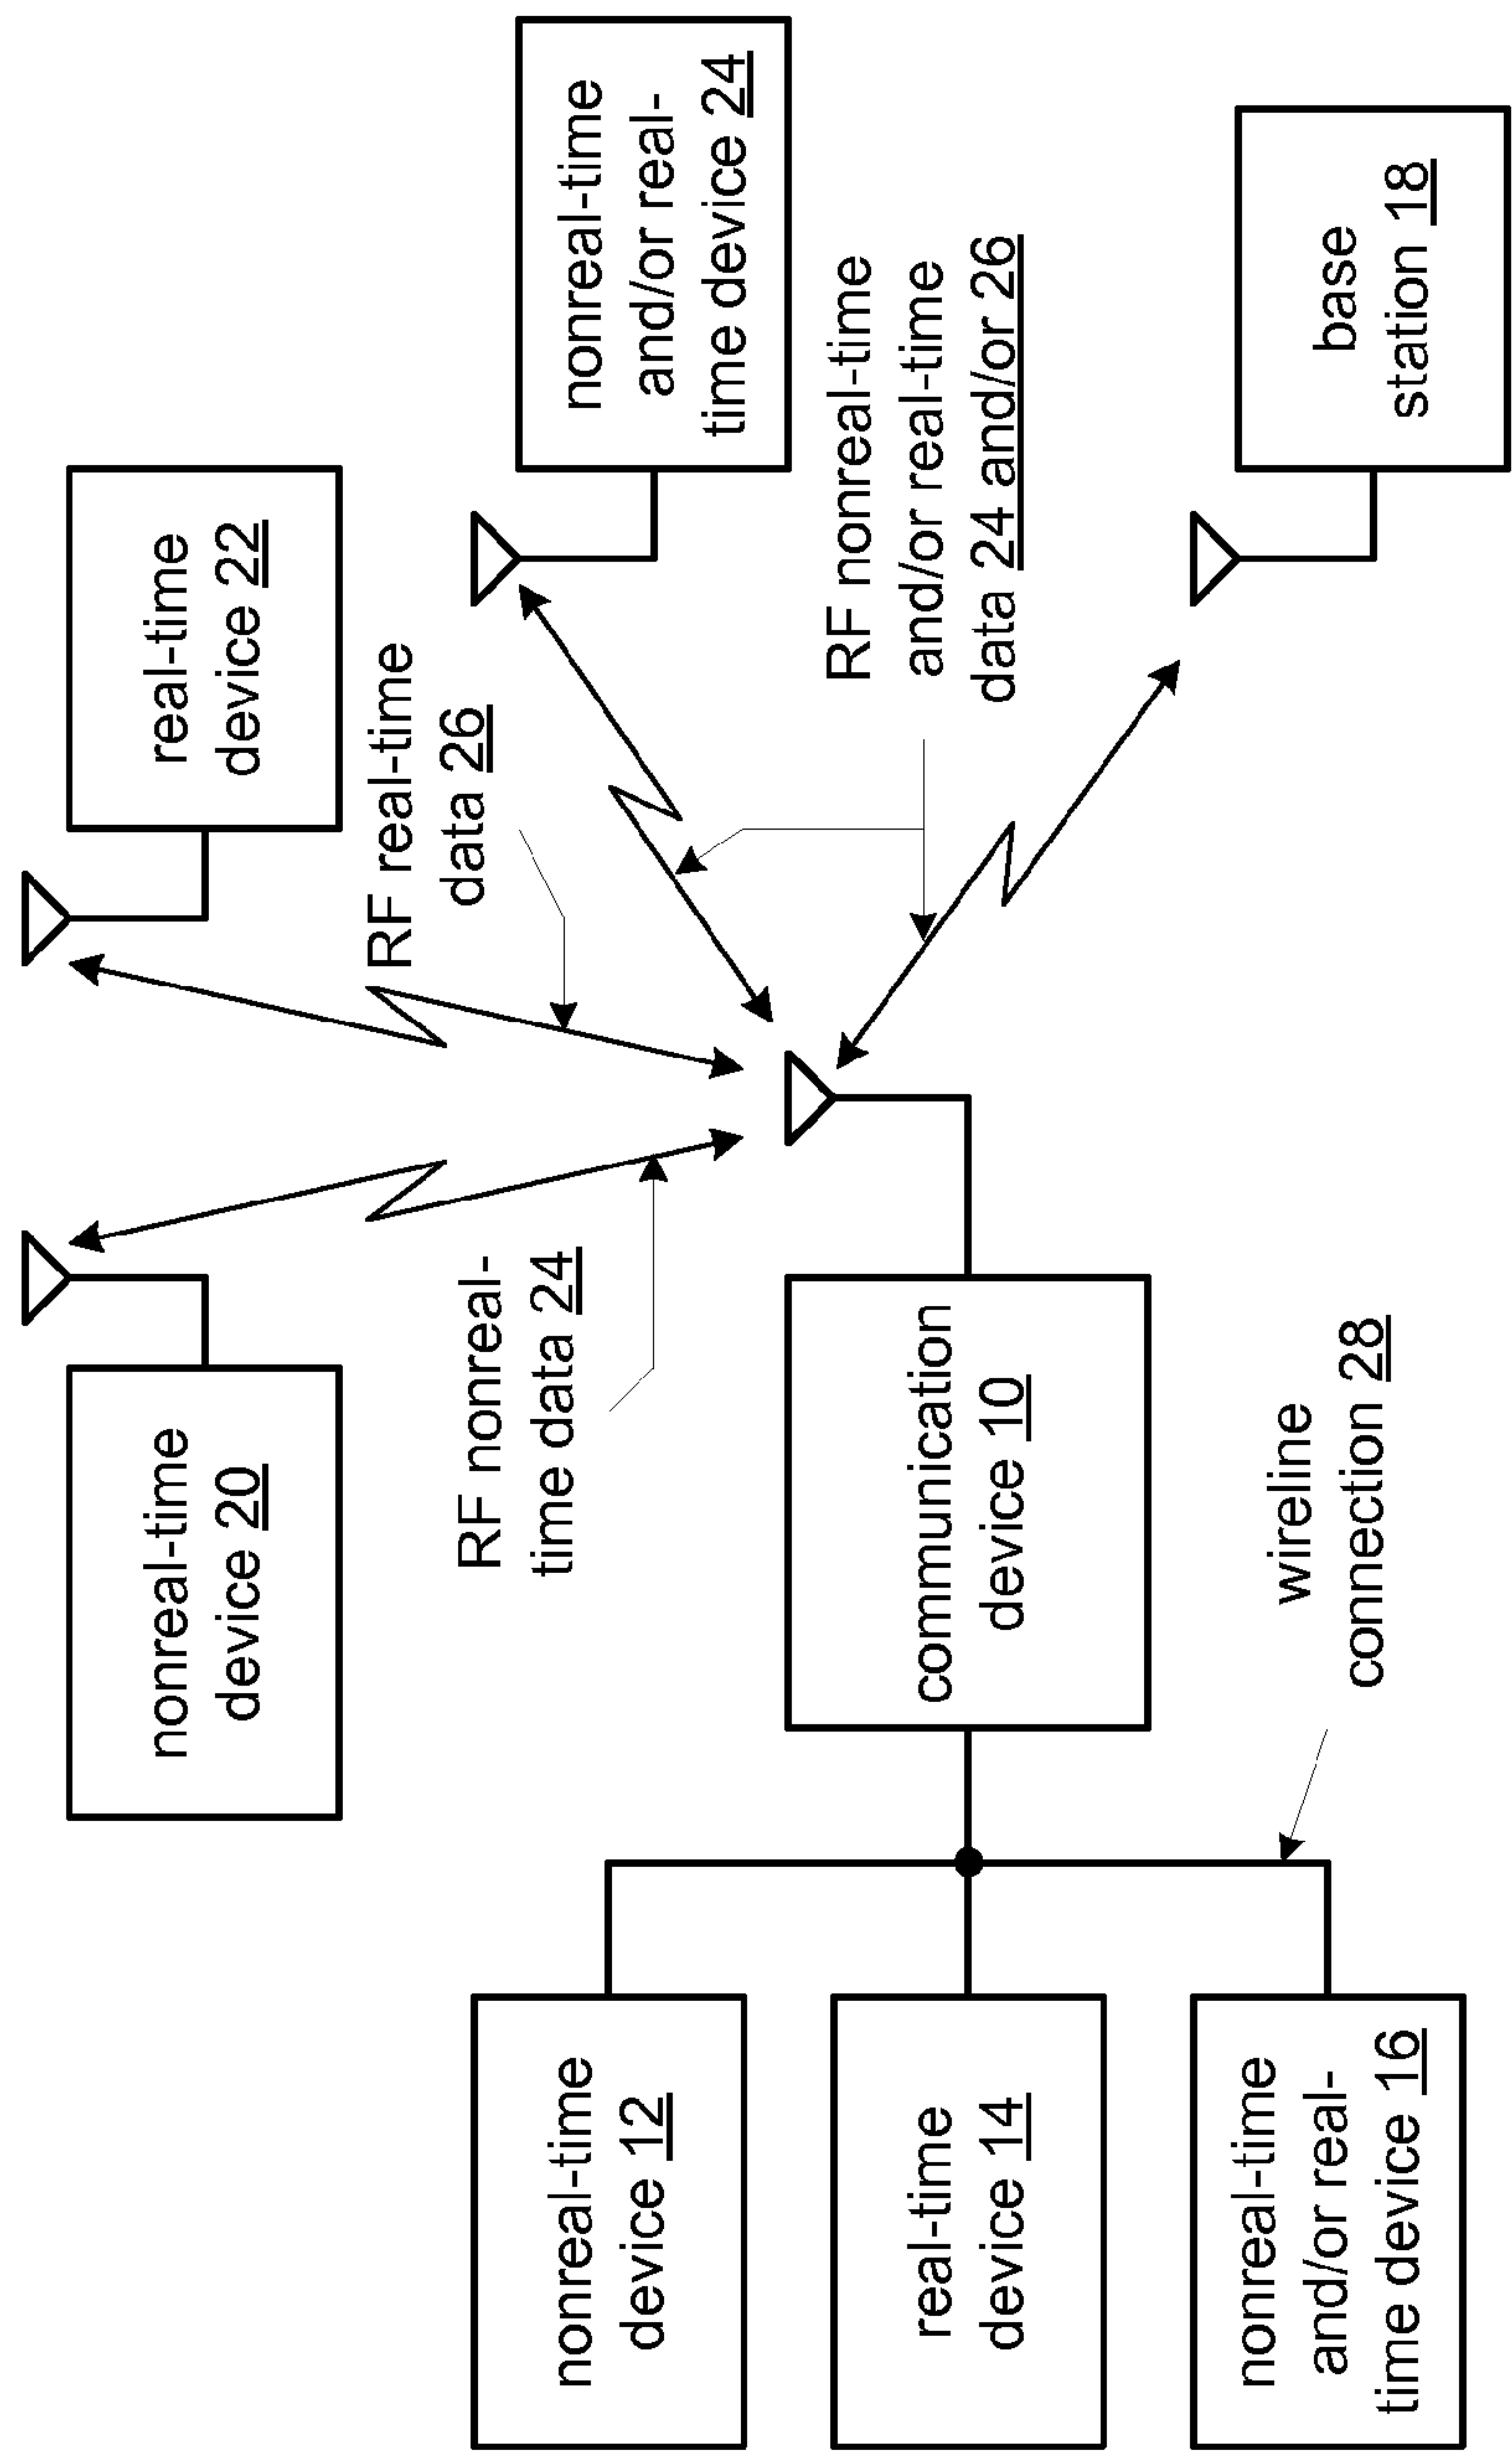 nonreal-time
device 20
real-time
device 22
RF real-time
data 26
RF nonreal-
time data 24
nonreal-time
and/or real-
time device 24
nonreal-time
device 12
communication
device 10
RF nonreal-time
and/or real-time
data 24 and/or 26
real-time
device 14
nonreal-time
and/or real-
time device 16
wireline
connection 28
base
station 18